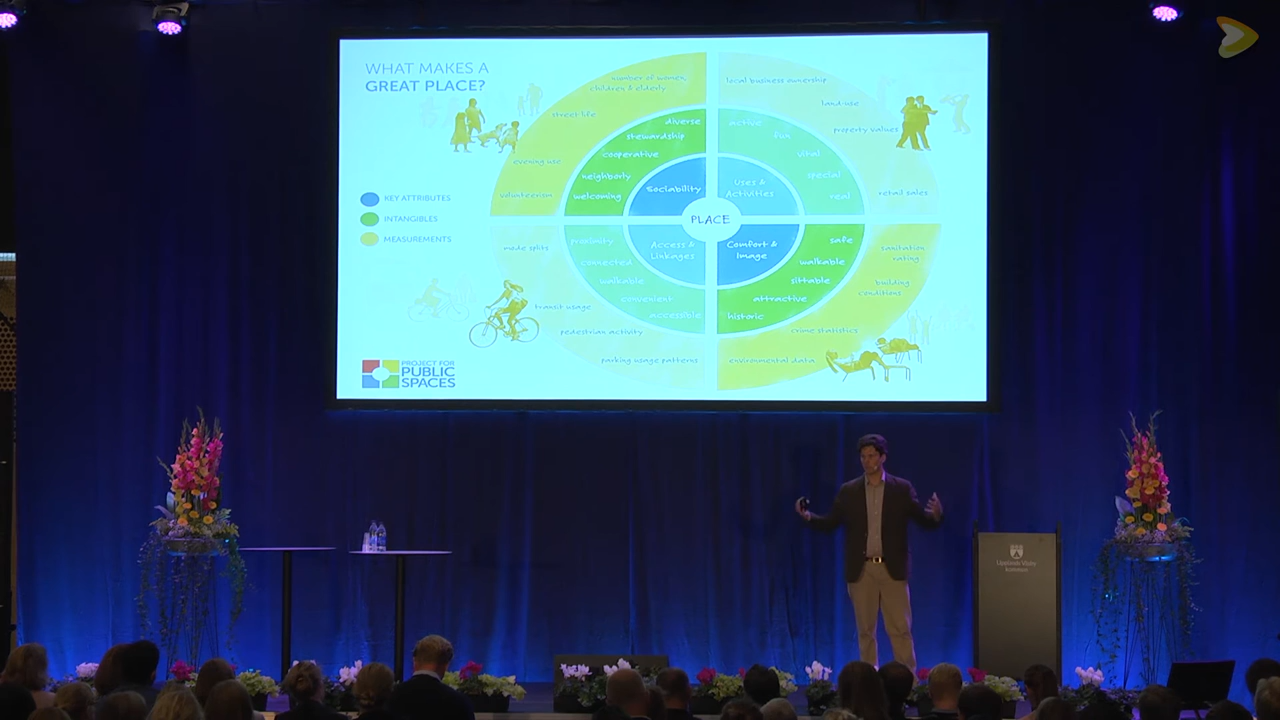 WHAT MAKES A
GREAT PLACE?
KEY ATTRIBUTES
INTANGIBLES
MEASUREMENTS
number of women,
children & elderly
street life
evening use
volunteerism
diverse
stewardship
cooperative
neighborly
welcoming
Sociability
local business ownership
land-use
property values
retail sales
active
fun
vital
special
real
Uses &
Activities
PLACE
Access &
Linkages
proximity
connected
walkable
convenient
accessible
mode splits
transit usage
pedestrian activity
parking usage patterns
Comfort &
Image
safe
walkable
sittable
attractive
historic
sanitation
rating
building
conditions
crime statistics
environmental data
PROJECT FOR
PUBLIC
SPACES
Upplands Väsby